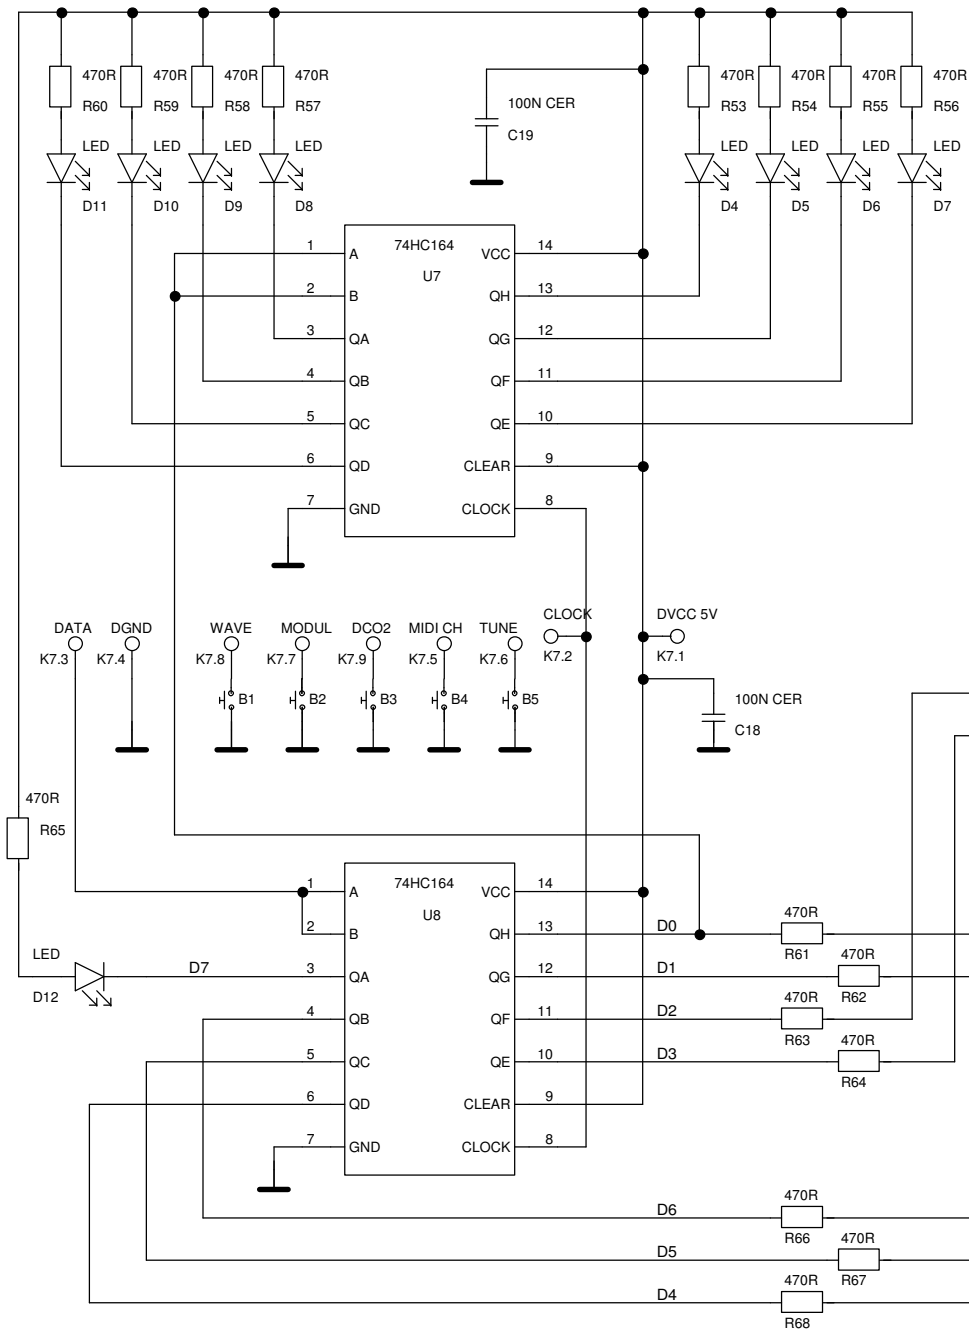 470R 470R 470R 470R 470R 470R 470R 470R
R60 R59 R58 R57 R53 R54 R55 R56
100N CER
C19
LED LED LED LED LED LED LED LED
D11 D10 D9 D8 D4 D5 D6 D7
74HC164
U7
1 A VCC 14
2 B QH 13
3 QA QG 12
4 QB QF 11
5 QC QE 10
6 QD CLEAR 9
7 GND CLOCK 8
DATA DGND WAVE MODUL DCO2 MIDI CH TUNE CLOCK DVCC 5V
K7.3 K7.4 K7.8 K7.7 K7.9 K7.5 K7.6 K7.2 K7.1
B1 B2 B3 B4 B5
100N CER
C18
470R
R65
74HC164
U8
1 A VCC 14
2 B QH 13 D0 470R
R61
LED
D12
D7 3 QA QG 12 D1 470R
R62
4 QB QF 11 D2 470R
R63
5 QC QE 10 D3 470R
R64
6 QD CLEAR 9
7 GND CLOCK 8
D6 470R
R66
D5 470R
R67
D4 470R
R68